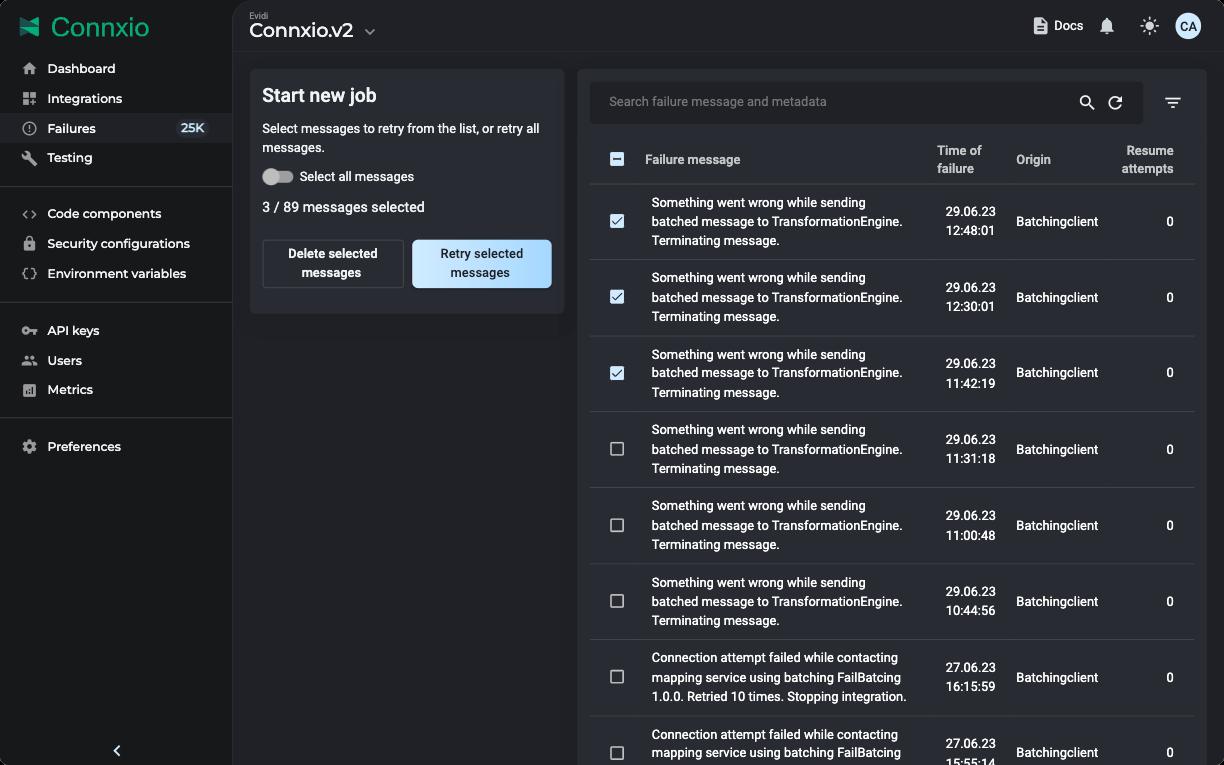 Connxio
Dashboard
Integrations
Failures 25K
Testing
Code components
Security configurations
Environment variables
API keys
Users
Metrics
Preferences
Evidi
Connxio.v2
Docs
CA
Start new job
Select messages to retry from the list, or retry all
messages.
Select all messages
3 / 89 messages selected
Delete selected
messages
Retry selected
messages
Search failure message and metadata
Failure message
Time of
failure
Origin
Resume
attempts
Something went wrong while sending
batched message to TransformationEngine.
Terminating message.
29.06.23
12:48:01
Batchingclient
0
Something went wrong while sending
batched message to TransformationEngine.
Terminating message.
29.06.23
12:30:01
Batchingclient
0
Something went wrong while sending
batched message to TransformationEngine.
Terminating message.
29.06.23
11:42:19
Batchingclient
0
Something went wrong while sending
batched message to TransformationEngine.
Terminating message.
29.06.23
11:31:18
Batchingclient
0
Something went wrong while sending
batched message to TransformationEngine.
Terminating message.
29.06.23
11:00:48
Batchingclient
0
Something went wrong while sending
batched message to TransformationEngine.
Terminating message.
29.06.23
10:44:56
Batchingclient
0
Connection attempt failed while contacting
mapping service using batching FailBatcing
1.0.0. Retried 10 times. Stopping integration.
27.06.23
16:15:59
Batchingclient
0
Connection attempt failed while contacting
mapping service using batching FailBatcing
27.06.23
15:55:14
Batchingclient
0